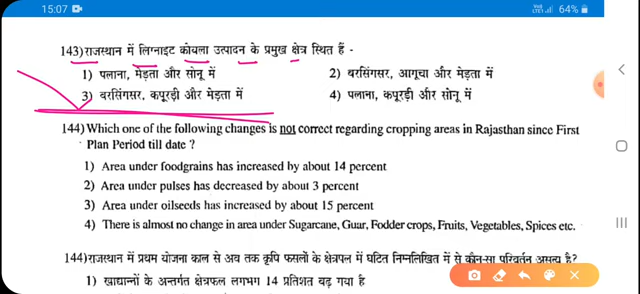 15:07 64%
143) राजस्थान में लिग्नाइट कोयला उत्पादन के प्रमुख क्षेत्र स्थित हैं -
1) पलाना, मेड़ता और सोनू में 2) बरसिंगसर, आगूचा और मेड़ता में
3) बरसिंगसर, कपूरड़ी और मेड़ता में 4) पलाना, कपूरड़ी और सोनू में
144) Which one of the following changes is not correct regarding cropping areas in Rajasthan since First
Plan Period till date ?
1) Area under foodgrains has increased by about 14 percent
2) Area under pulses has decreased by about 3 percent
3) Area under oilseeds has increased by about 15 percent
4) There is almost no change in area under Sugarcane, Guar, Fodder crops, Fruits, Vegetables, Spices etc.
144) राजस्थान में प्रथम योजना काल से अब तक कृषि फसलों के क्षेत्रफल में घटित निम्नलिखित में से कौन-सा परिवर्तन असत्य है?
1) खाद्यान्नों के अन्तर्गत क्षेत्रफल लगभग 14 प्रतिशत बढ़ गया है